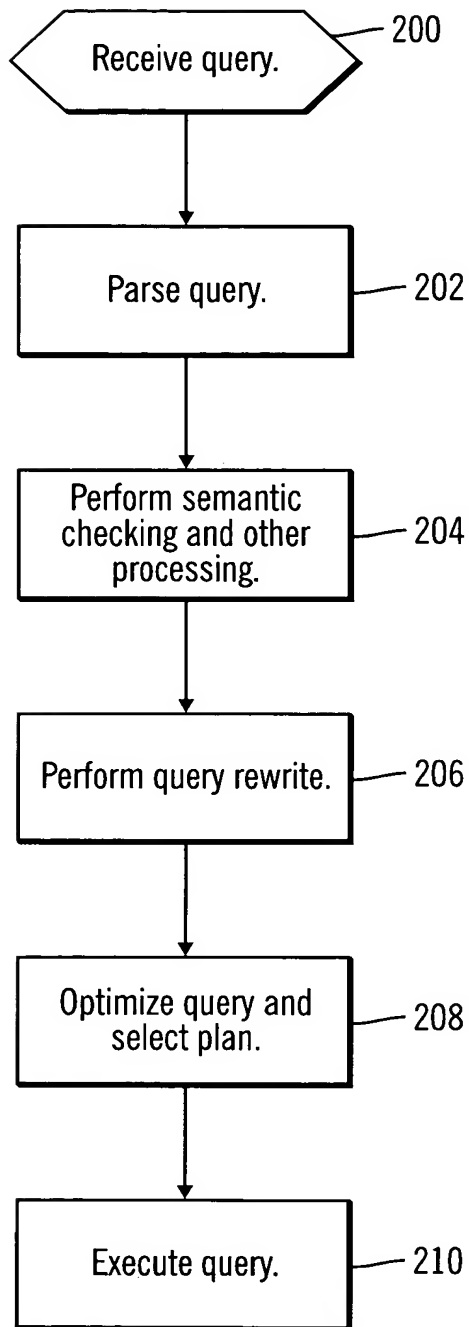 Receive query.
200
Parse query.
202
Perform semantic
checking and other
processing.
204
Perform query rewrite.
206
Optimize query and
select plan.
208
Execute query.
210